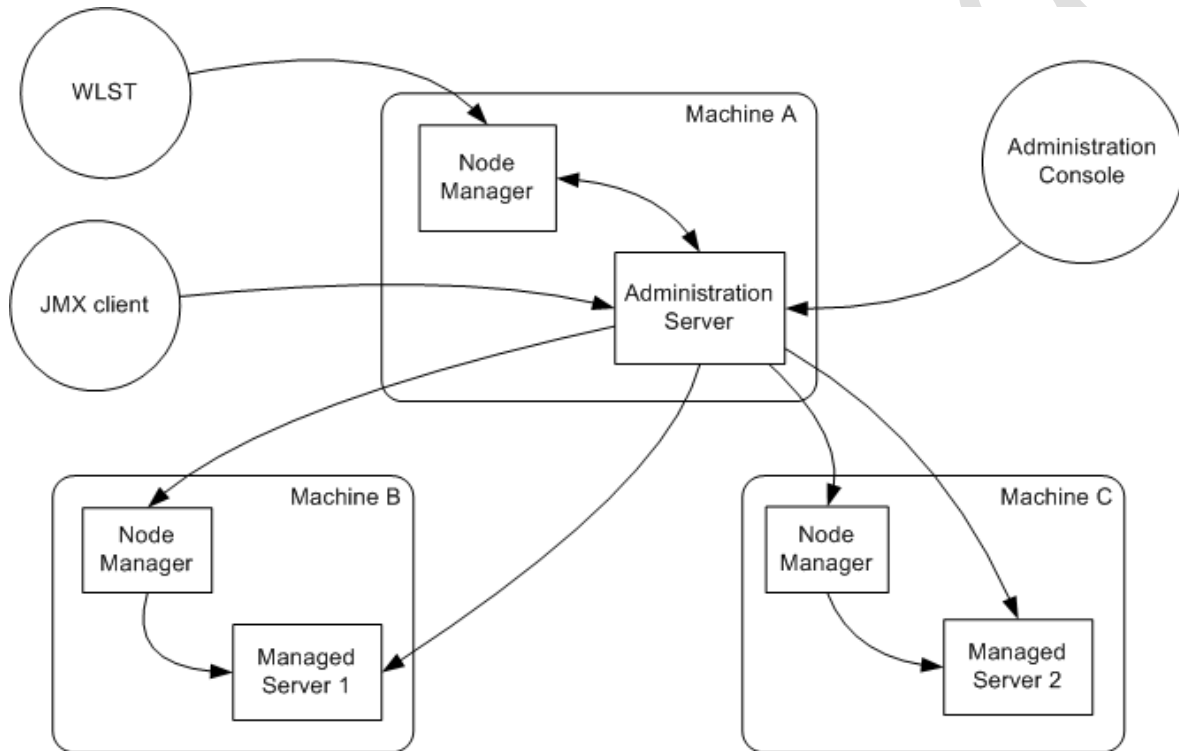 WLST
Machine A
Node
Manager
Administration
Console
JMX client
Administration
Server
Machine B
Node
Manager
Managed
Server 1
Machine C
Node
Manager
Managed
Server 2